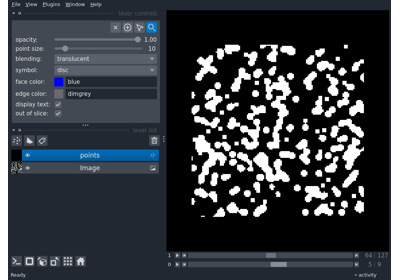 File View Plugins Window Help
layer controls
opacity: 1.00
point size: 10
blending: translucent
symbol: disc
face color: blue
edge color: dimgrey
display text:
out of slice:
layer list
points
Image
1 64 127
0 5 9
Ready activity